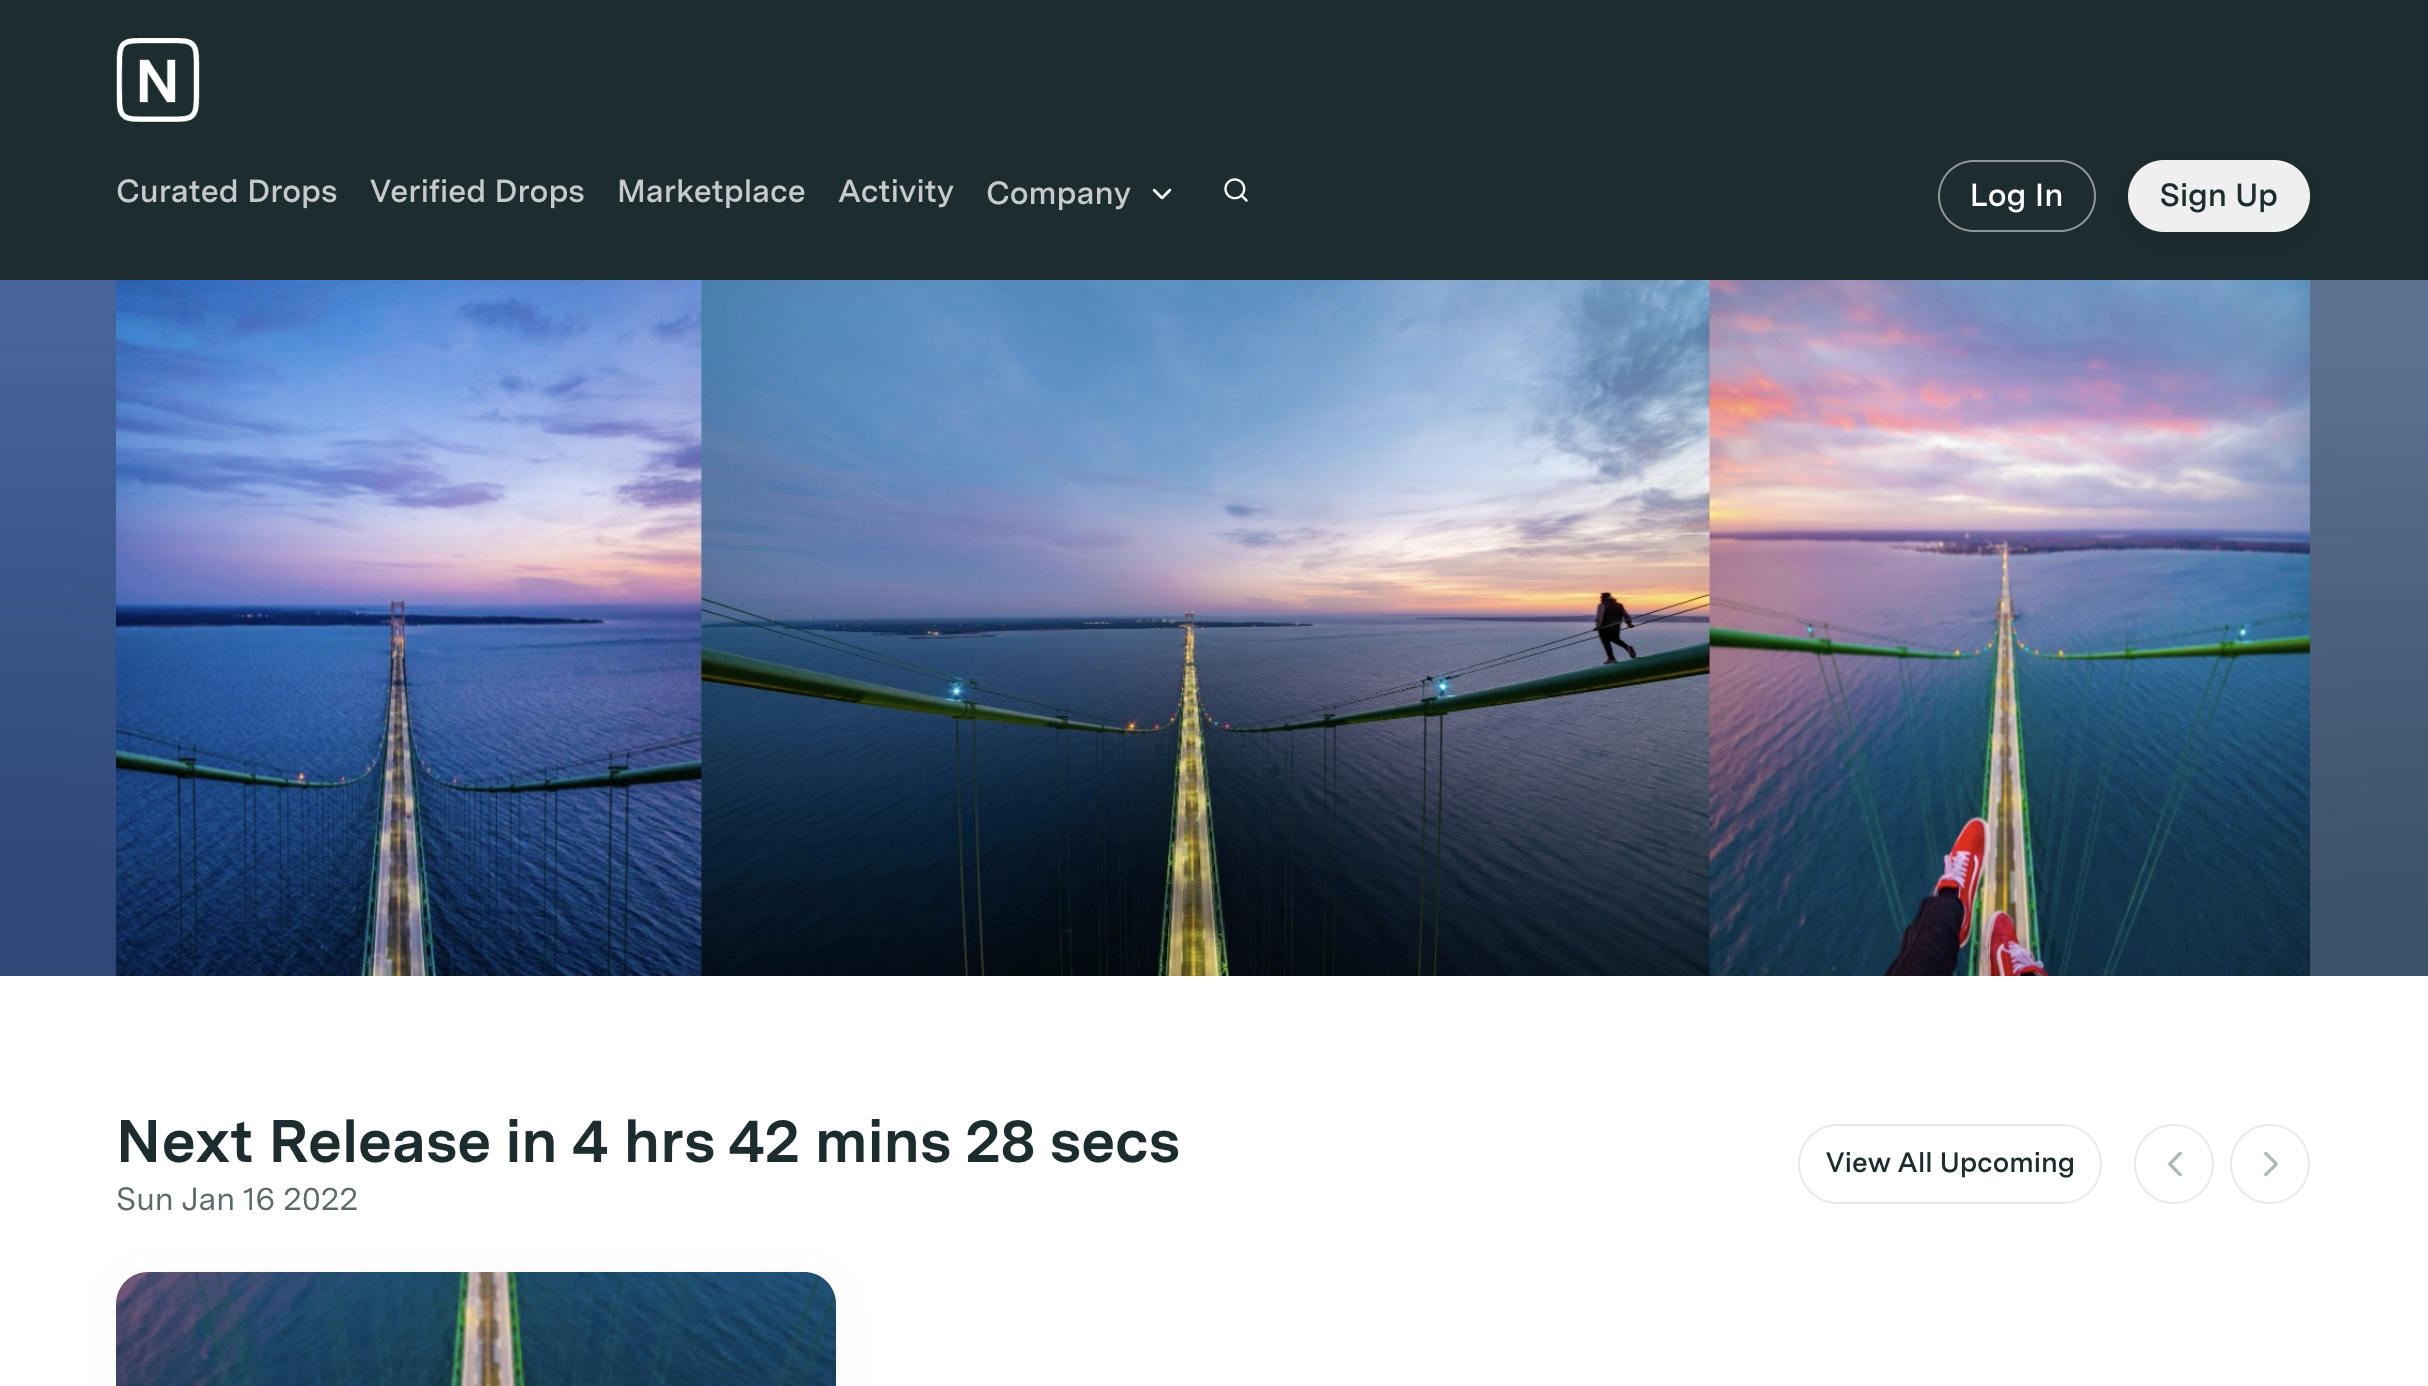 N
Curated Drops Verified Drops Marketplace Activity Company
Log In Sign Up
Next Release in 4 hrs 42 mins 28 secs
Sun Jan 16 2022
View All Upcoming